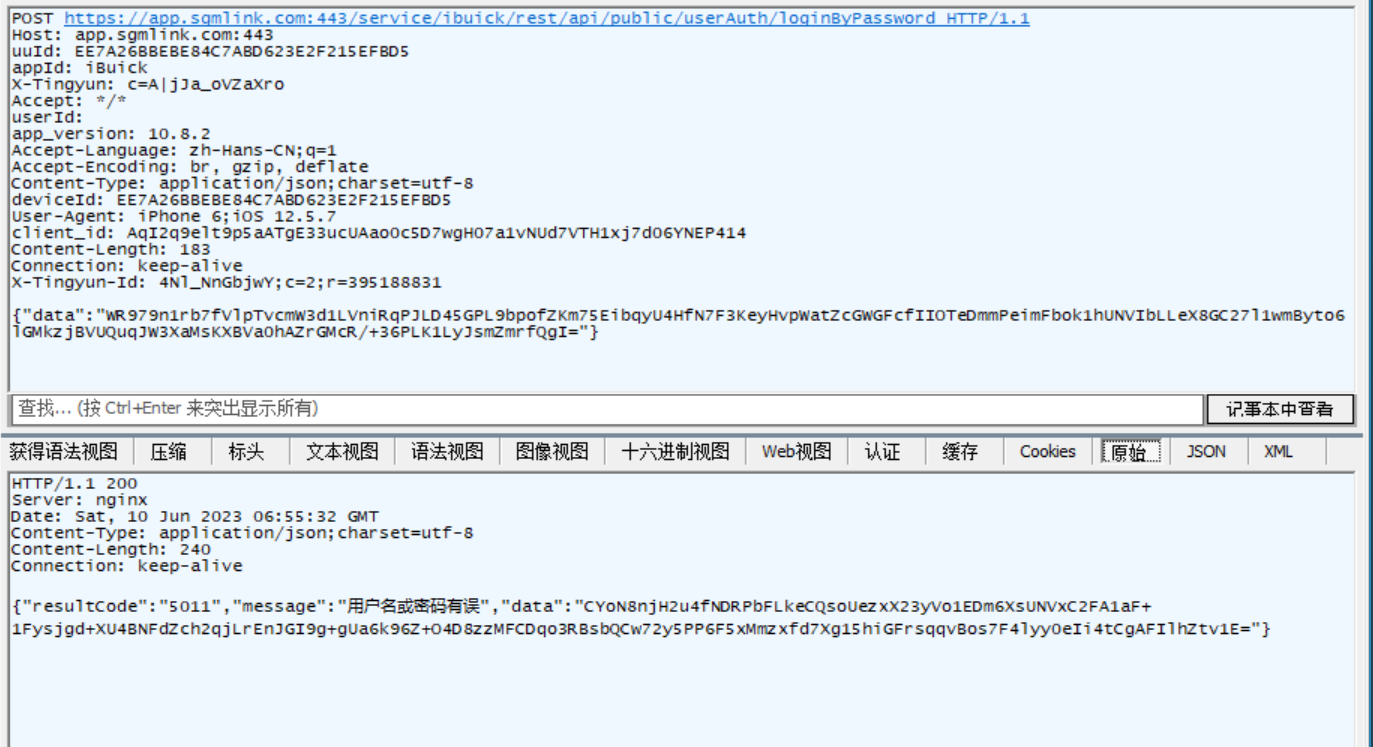 POST https://app.sgmlink.com:443/service/ibuick/rest/api/public/userAuth/loginByPassword HTTP/1.1
Host: app.sgmlink.com:443
uuId: EE7A26BBEBE84C7ABD623E2F215EFBD5
appId: iBuick
X-Tingyun: c=A|jJa_oVZaXro
Accept: */*
userId:
app_version: 10.8.2
Accept-Language: zh-Hans-CN;q=1
Accept-Encoding: br, gzip, deflate
Content-Type: application/json;charset=utf-8
deviceId: EE7A26BBEBE84C7ABD623E2F215EFBD5
User-Agent: iPhone 6;iOS 12.5.7
client_id: AqI2q9elt9p5aATgE33ucUAao0c5D7wgH07a1vNUd7VTH1xj7d06YNEP414
Content-Length: 183
Connection: keep-alive
X-Tingyun-Id: 4Nl_NnGbjwY;c=2;r=395188831
{"data":"WR979n1rb7fVlpTvcmW3d1LVniRqPJLD45GPL9bpofZKm75EibqyU4HfN7F3KeyHvpWatZcGWGFcfIIOTeDmmPeimFbok1hUNVIbLLeX8GC27l1wmByto6
lGMkzjBVUQuqJW3XaMsKXBVaOhAZrGMcR/+36PLK1LyJsmZmrfQgI="}
查找... (按 Ctrl+Enter 来突出显示所有)
记事本中查看
获得语法视图 压缩 标头 文本视图 语法视图 图像视图 十六进制视图 Web视图 认证 缓存 Cookies 原始 JSON XML
HTTP/1.1 200
Server: nginx
Date: Sat, 10 Jun 2023 06:55:32 GMT
Content-Type: application/json;charset=utf-8
Content-Length: 240
Connection: keep-alive
{"resultCode":"5011","message":"用户名或密码有误","data":"CYoN8njH2u4fNDRPbFLkeCQsoUezxX23yVo1EDm6XsUNVxC2FA1aF+
1Fysjgd+XU4BNFdZch2qjLrEnJGI9g+gUa6k96Z+O4D8zzMFCDqo3RBsbQCw72y5PP6F5xMmzxfd7Xg15hiGFrsqqvBos7F4lyyOeIi4tCgAFIlhZtv1E="}